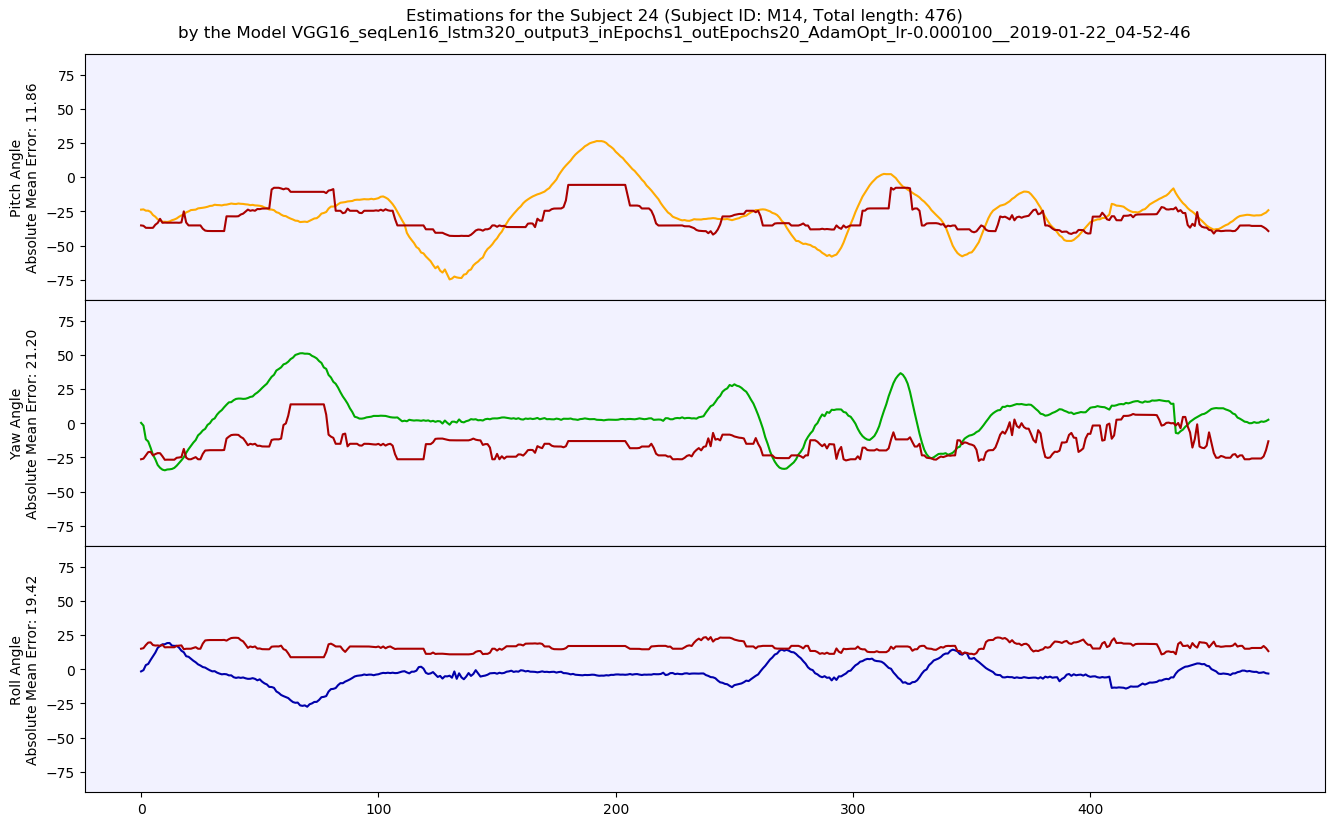 Estimations for the Subject 24 (Subject ID: M14, Total length: 476)
by the Model VGG16_seqLen16_lstm320_output3_inEpochs1_outEpochs20_AdamOpt_lr-0.000100__2019-01-22_04-52-46
Pitch Angle
Absolute Mean Error: 11.86
75
50
25
0
−25
−50
−75
Yaw Angle
Absolute Mean Error: 21.20
75
50
25
0
−25
−50
−75
Roll Angle
Absolute Mean Error: 19.42
75
50
25
0
−25
−50
−75
0 100 200 300 400